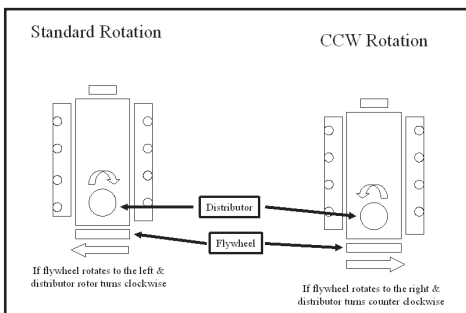 Standard Rotation
CCW Rotation
Distributor
Flywheel
If flywheel rotates to the left &
distributor rotor turns clockwise
If flywheel rotates to the right &
distributor turns counter clockwise